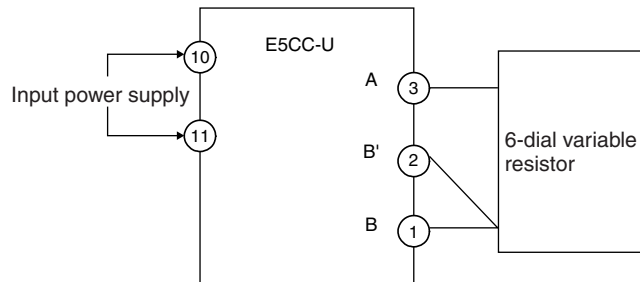 E5CC-U
10
Input power supply
11
A
3
B'
2
B
1
6-dial variable
resistor